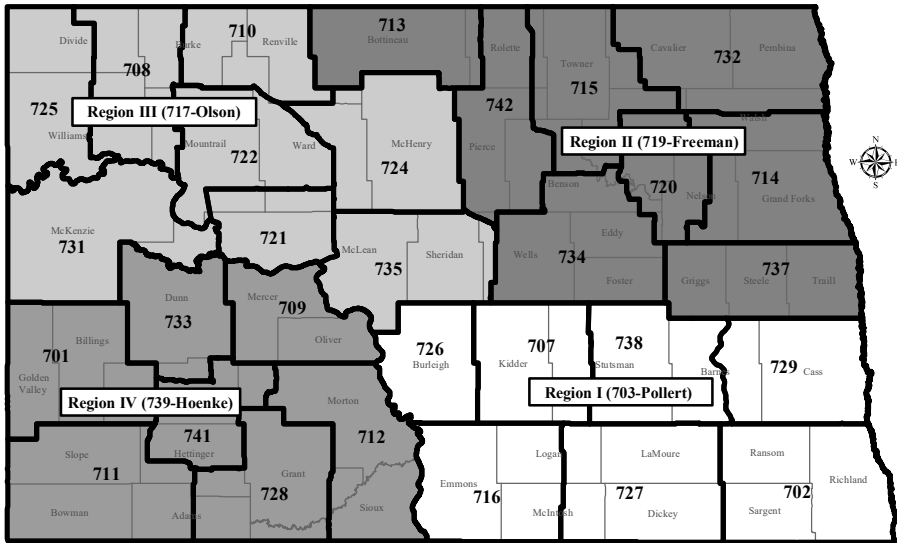 713
710
Divide
Burke
Renville
Bottineau
Rolette
Towner
Cavalier
Pembina
732
708
715
725
Region III (717-Olson)
742
Walsh
Williams
Mountrail
722
Ward
McHenry
724
Pierce
Region II (719-Freeman)
N
W
E
S
Benson
720
Nelson
714
Grand Forks
McKenzie
731
721
McLean
Sheridan
735
Wells
734
Eddy
Foster
Griggs
737
Steele
Traill
Dunn
733
Mercer
709
Oliver
701
Billings
Golden
Valley
726
Burleigh
707
Kidder
738
Stutsman
Barnes
729
Cass
Region IV (739-Hoenke)
Region I (703-Pollert)
Morton
741
Hettinger
712
Slope
711
Grant
728
Bowman
Adams
Sioux
Emmons
716
Logan
McIntosh
LaMoure
727
Dickey
Ransom
Richland
702
Sargent